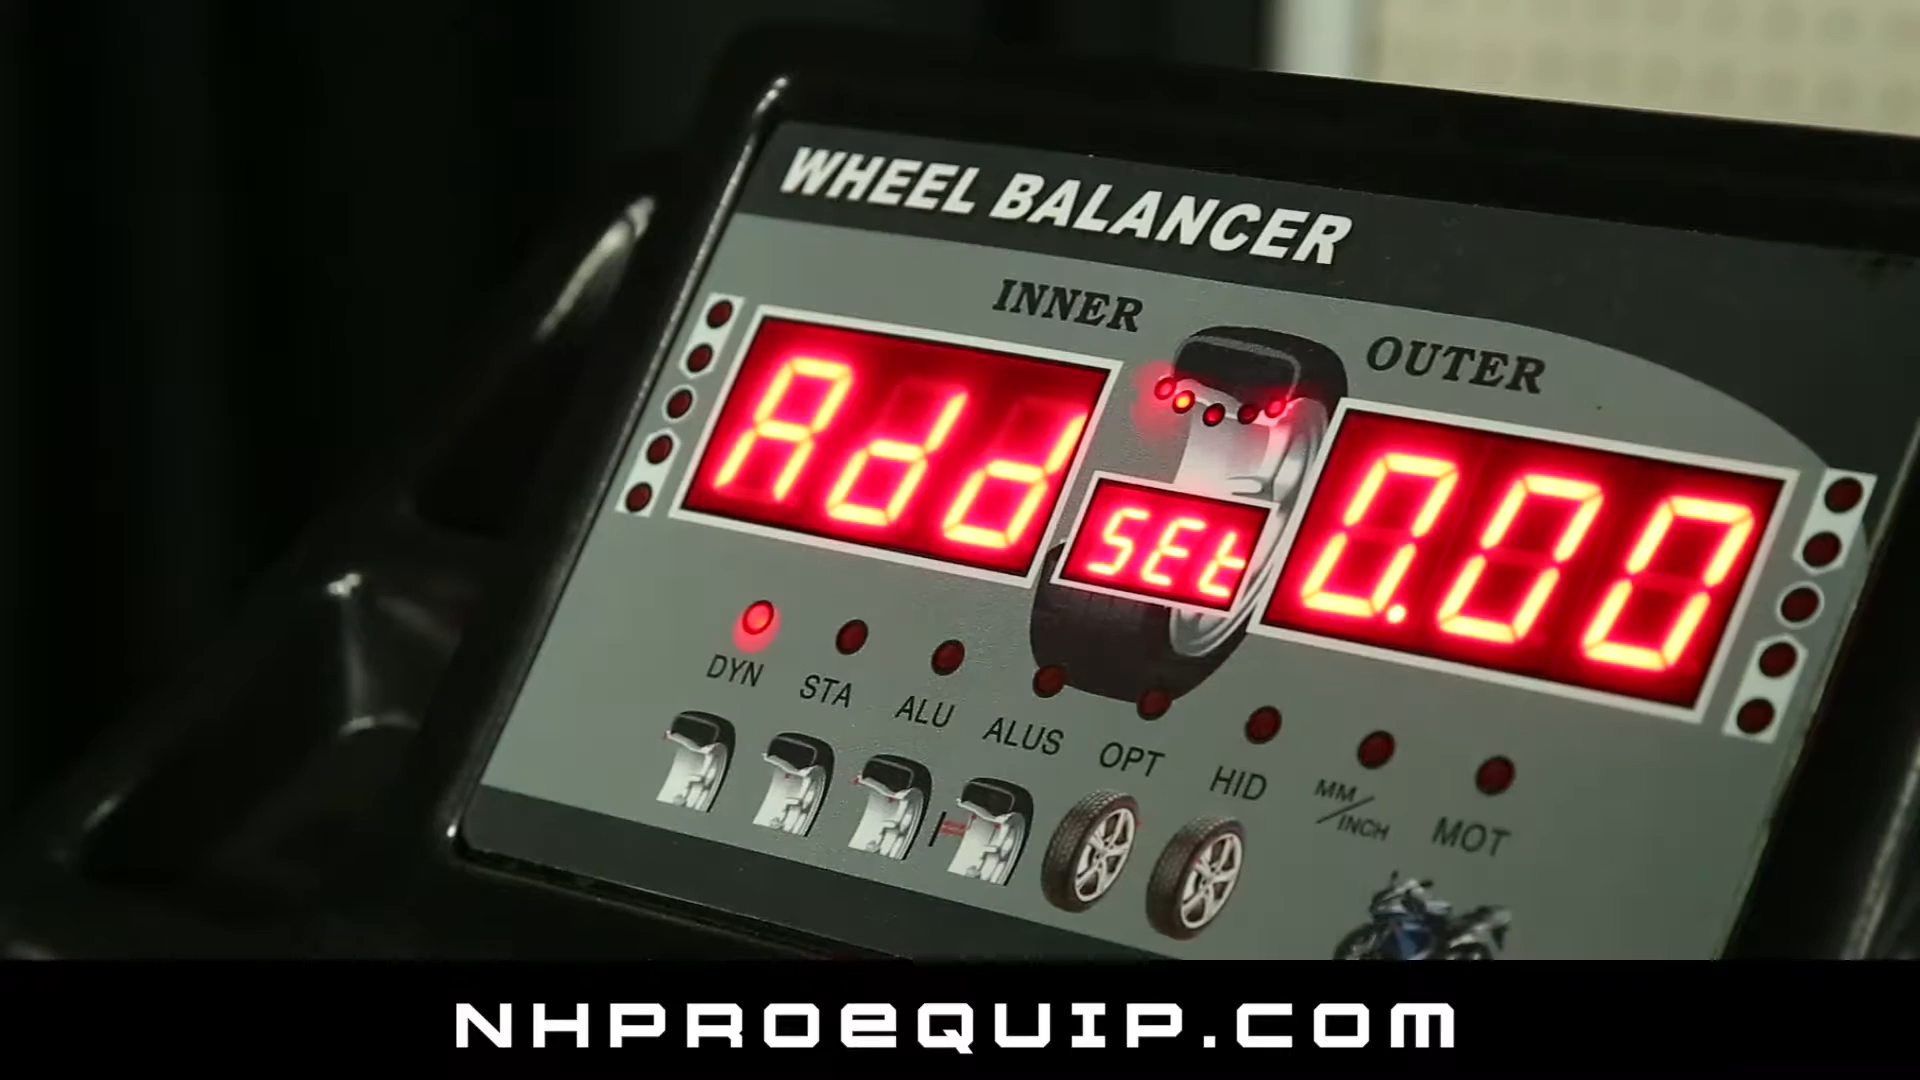 WHEEL BALANCER
INNER
OUTER
Add
SEt
0.00
DYN
STA
ALU
ALUS
OPT
HID
MM/INCH
MOT
NHPROEQUIP.COM